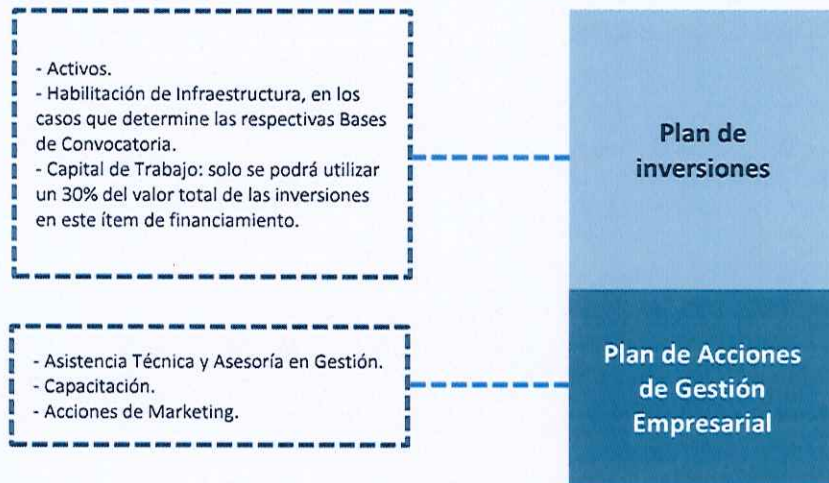 - Activos.
- Habilitación de Infraestructura, en los
casos que determine las respectivas Bases
de Convocatoria.
- Capital de Trabajo: solo se podrá utilizar
un 30% del valor total de las inversiones
en este ítem de financiamiento.
Plan de
inversiones
- Asistencia Técnica y Asesoría en Gestión.
- Capacitación.
- Acciones de Marketing.
Plan de Acciones
de Gestión
Empresarial